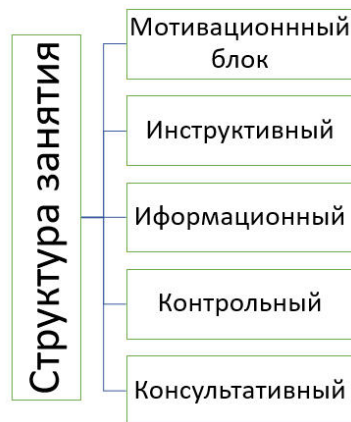 Структура занятия
Мотивационнный
блок
Инструктивный
Иформационный
Контрольный
Консультативный